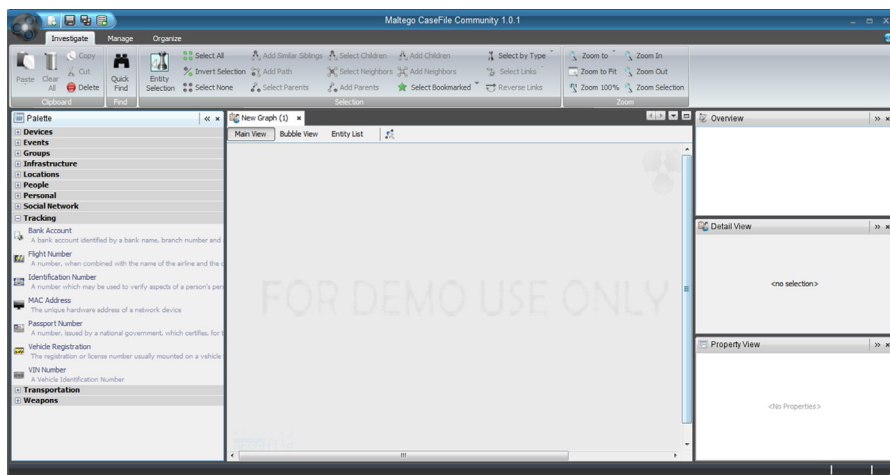 Maltego CaseFile Community 1.0.1
Investigate Manage Organize
Paste
Clear All
Copy
Cut
Delete
Clipboard
Quick Find
Find
Entity Selection
Select All
Invert Selection
Select None
Add Similar Siblings
Add Path
Select Parents
Select Children
Select Neighbors
Add Parents
Add Children
Add Neighbors
Select Bookmarked
Select by Type
Select Links
Reverse Links
Selection
Zoom to
Zoom to Fit
Zoom 100%
Zoom In
Zoom Out
Zoom Selection
Zoom
Palette
Devices
Events
Groups
Infrastructure
Locations
People
Personal
Social Network
Tracking
Bank Account
A bank account identified by a bank name, branch number and
Flight Number
A number, when combined with the name of the airline and the
Identification Number
A number which may be used to verify aspects of a person's
MAC Address
The unique hardware address of a network device
Passport Number
A number, issued by a national government, which certifies, for
Vehicle Registration
The registration or license number usually mounted on a vehicle
VIN Number
A Vehicle Identification Number
Transportation
Weapons
New Graph (1)
Main View Bubble View Entity List
FOR DEMO USE ONLY
Overview
Detail View
<no selection>
Property View
<No Properties>